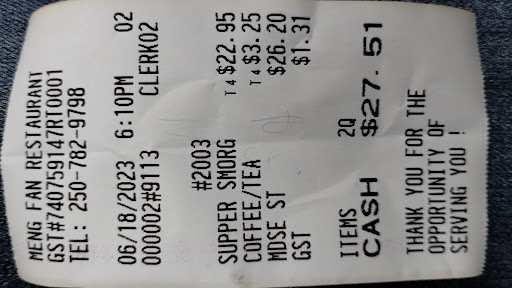 MENG FAN RESTAURANT
GST#740759147RT0001
TEL: 250-782-9798
06/18/2023 6:10PM 02
000002#9113 CLERK02
#2003
SUPPER SMORG T4 $22.95
COFFEE/TEA T4 $3.25
MDSE ST $26.20
GST $1.31
ITEMS 2Q
CASH $27.51
THANK YOU FOR THE
OPPORTUNITY OF
SERVING YOU !